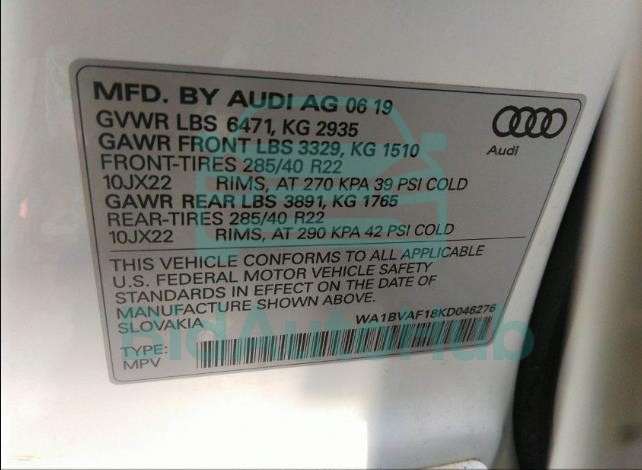 MFD. BY AUDI AG 06 19
GVWR LBS 6471, KG 2935
GAWR FRONT LBS 3329, KG 1510
FRONT-TIRES 285/40 R22
10JX22 RIMS, AT 270 KPA 39 PSI COLD
GAWR REAR LBS 3891, KG 1765
REAR-TIRES 285/40 R22
10JX22 RIMS, AT 290 KPA 42 PSI COLD
Audi
THIS VEHICLE CONFORMS TO ALL APPLICABLE
U.S. FEDERAL MOTOR VEHICLE SAFETY
STANDARDS IN EFFECT ON THE DATE OF
MANUFACTURE SHOWN ABOVE.
SLOVAKIA
WA1BVAF18KD046276
TYPE:
MPV
BidAutoHub